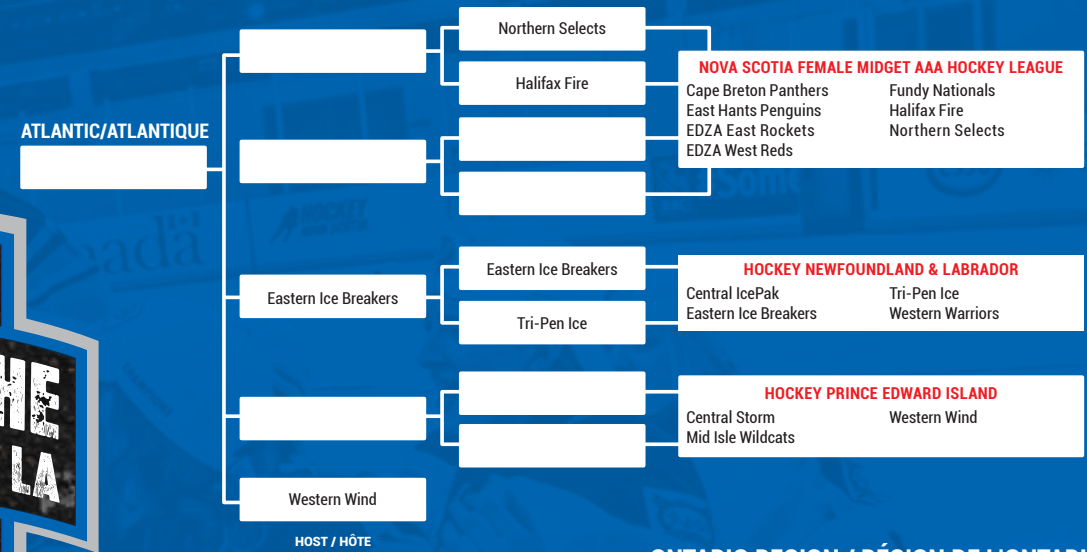 Northern Selects
Halifax Fire
NOVA SCOTIA FEMALE MIDGET AAA HOCKEY LEAGUE
Cape Breton Panthers Fundy Nationals
East Hants Penguins Halifax Fire
EDZA East Rockets Northern Selects
EDZA West Reds
ATLANTIC/ATLANTIQUE
Eastern Ice Breakers
Eastern Ice Breakers
Tri-Pen Ice
HOCKEY NEWFOUNDLAND & LABRADOR
Central IcePak Tri-Pen Ice
Eastern Ice Breakers Western Warriors
HOCKEY PRINCE EDWARD ISLAND
Central Storm Western Wind
Mid Isle Wildcats
Western Wind
HOST / HÔTE
HE
LA